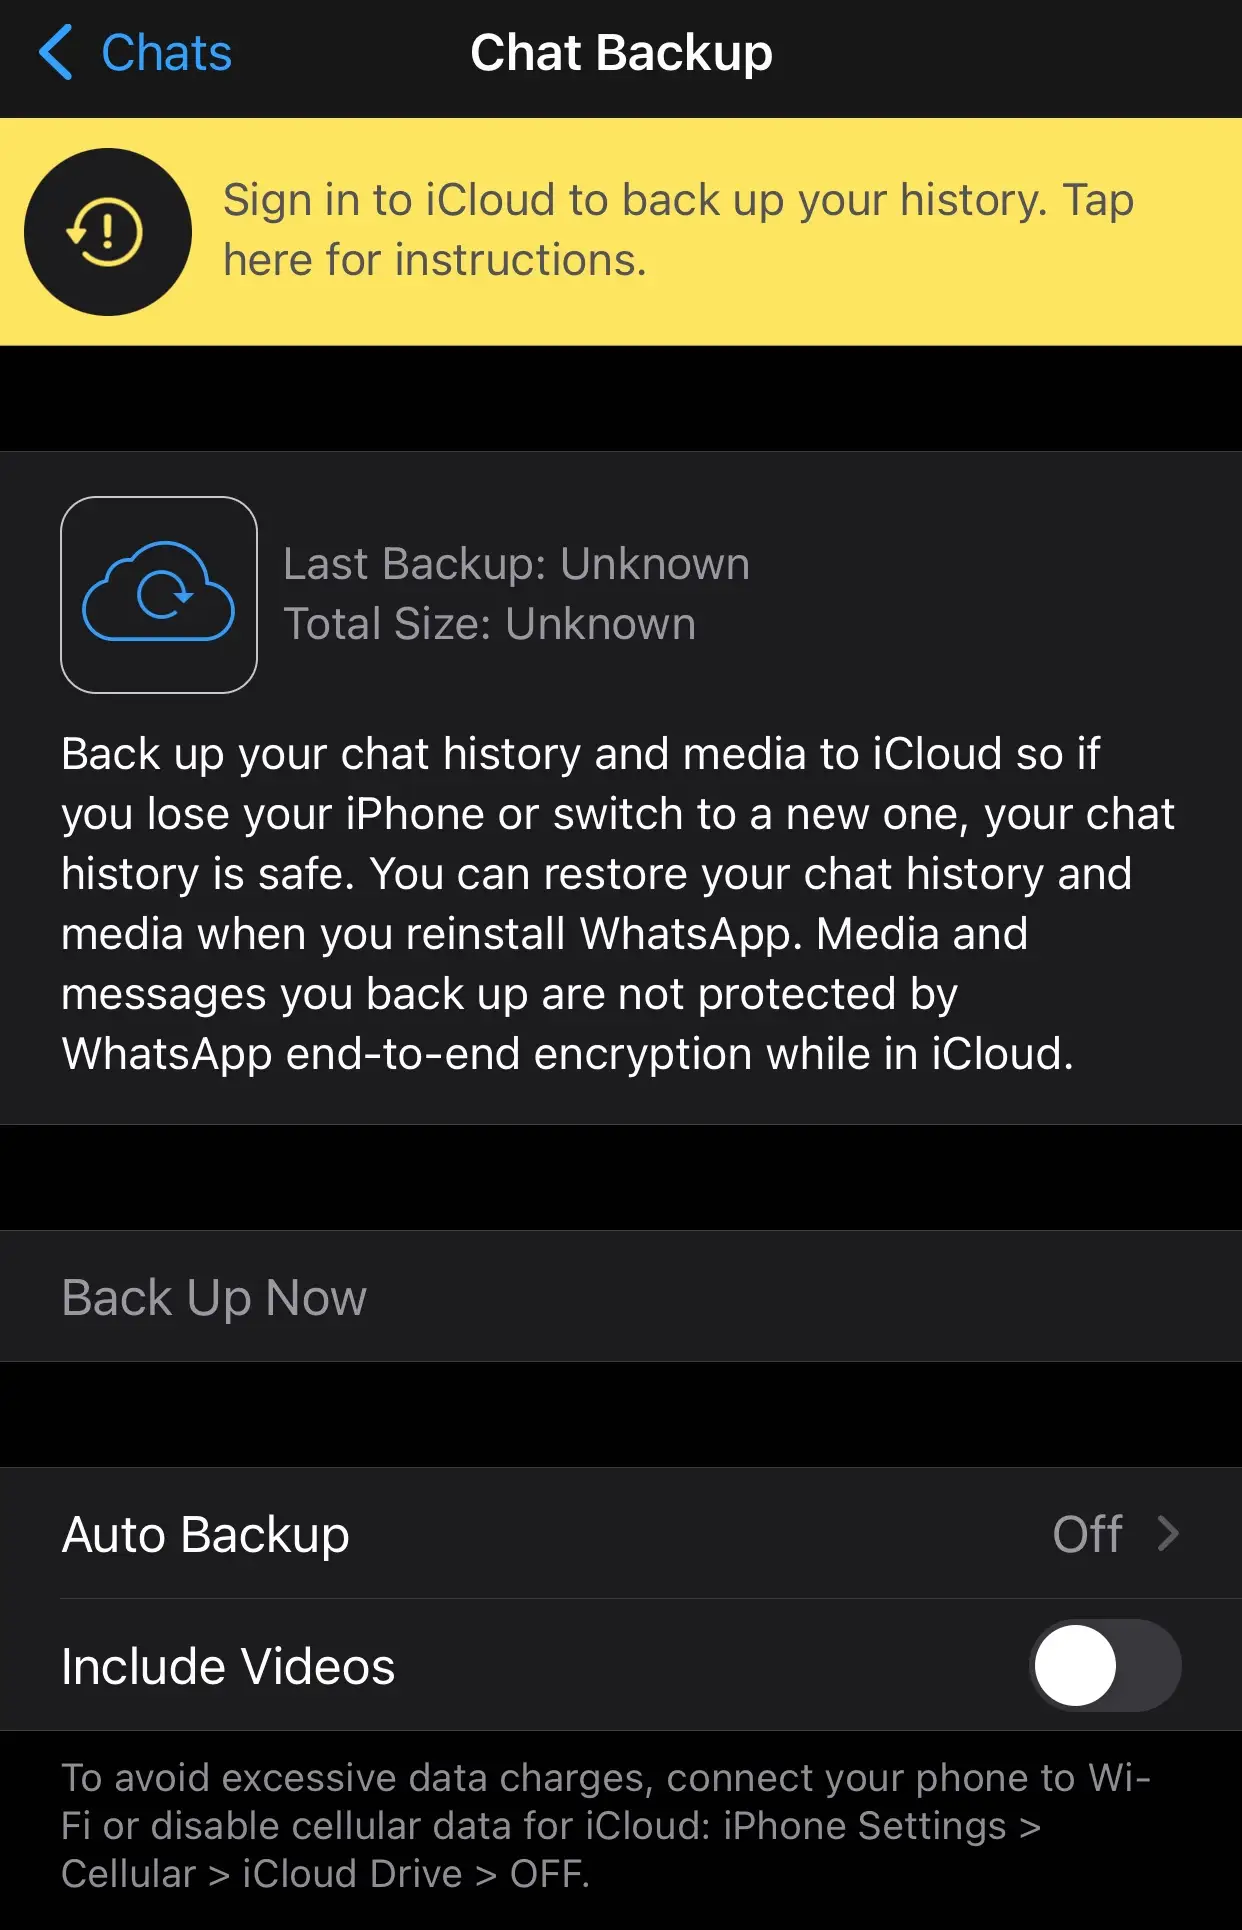 Chats
Chat Backup
Sign in to iCloud to back up your history. Tap
here for instructions.
Last Backup: Unknown
Total Size: Unknown
Back up your chat history and media to iCloud so if
you lose your iPhone or switch to a new one, your chat
history is safe. You can restore your chat history and
media when you reinstall WhatsApp. Media and
messages you back up are not protected by
WhatsApp end-to-end encryption while in iCloud.
Back Up Now
Auto Backup Off
Include Videos
To avoid excessive data charges, connect your phone to Wi-
Fi or disable cellular data for iCloud: iPhone Settings >
Cellular > iCloud Drive > OFF.